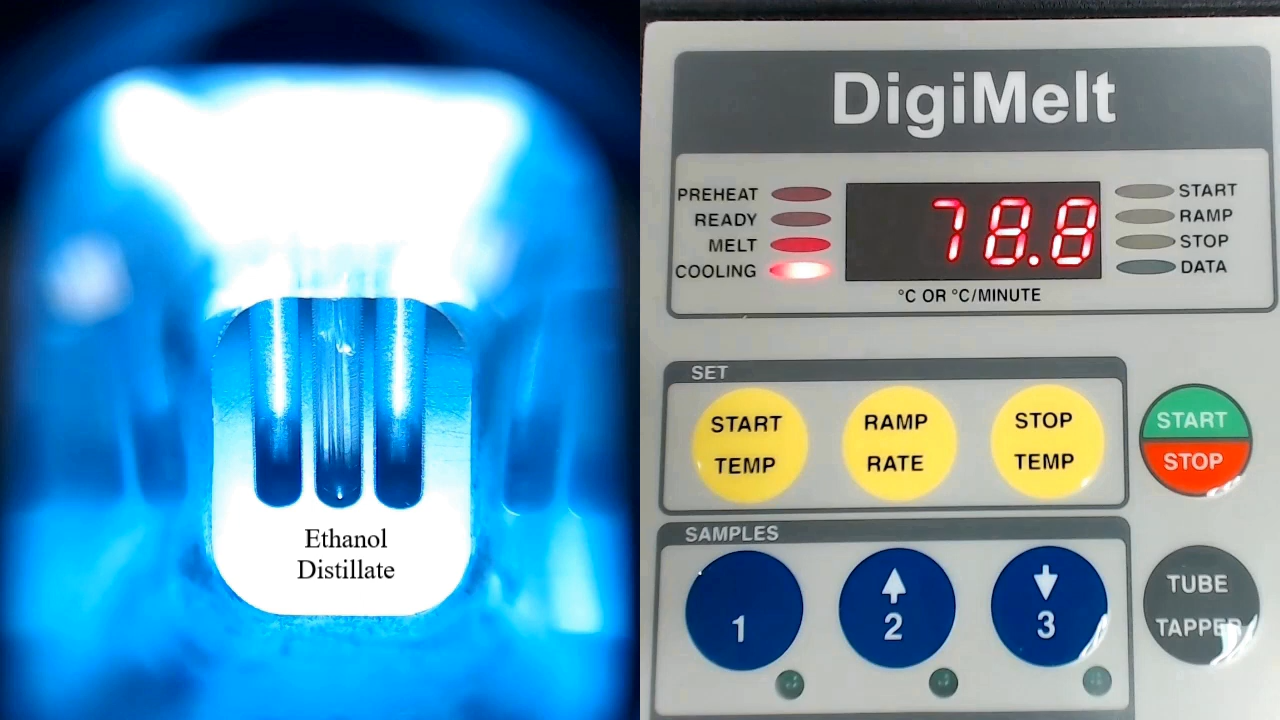 Ethanol
Distillate
DigiMelt
PREHEAT
READY
MELT
COOLING
78.8
START
RAMP
STOP
DATA
°C OR °C/MINUTE
SET
START
TEMP
RAMP
RATE
STOP
TEMP
START
STOP
SAMPLES
1
2
3
TUBE
TAPPER